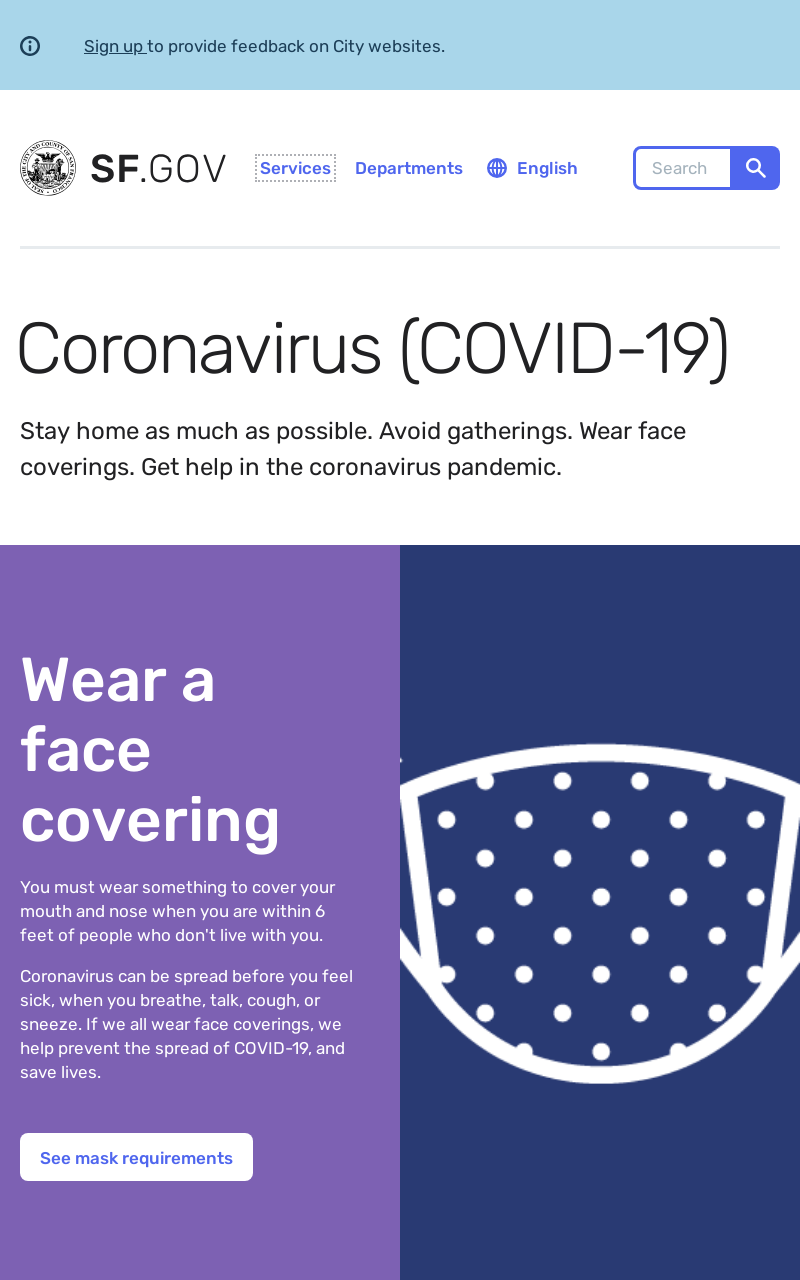 Sign up to provide feedback on City websites.
SF.GOV
Services
Departments
English
Search
Coronavirus (COVID-19)
Stay home as much as possible. Avoid gatherings. Wear face
coverings. Get help in the coronavirus pandemic.
Wear a
face
covering
You must wear something to cover your
mouth and nose when you are within 6
feet of people who don't live with you.
Coronavirus can be spread before you feel
sick, when you breathe, talk, cough, or
sneeze. If we all wear face coverings, we
help prevent the spread of COVID-19, and
save lives.
See mask requirements